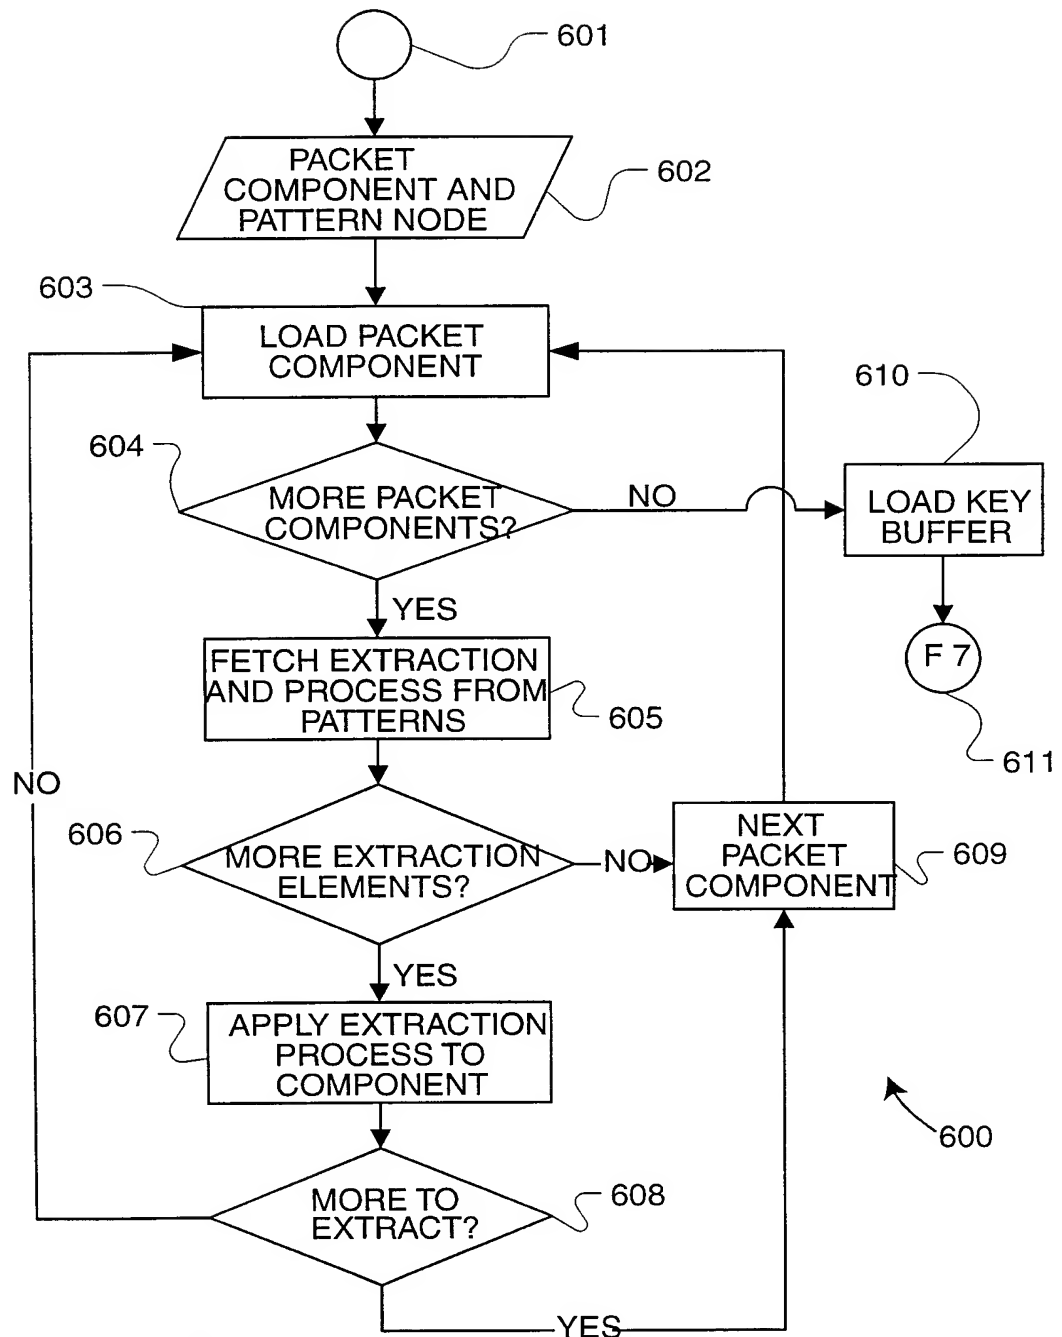 601
PACKET
COMPONENT AND
PATTERN NODE
602
603
LOAD PACKET
COMPONENT
610
604
MORE PACKET
COMPONENTS?
NO
LOAD KEY
BUFFER
YES
FETCH EXTRACTION
AND PROCESS FROM
PATTERNS
605
F 7
611
NO
606
MORE EXTRACTION
ELEMENTS?
NO
NEXT
PACKET
COMPONENT
609
YES
607
APPLY EXTRACTION
PROCESS TO
COMPONENT
600
MORE TO
EXTRACT?
608
YES